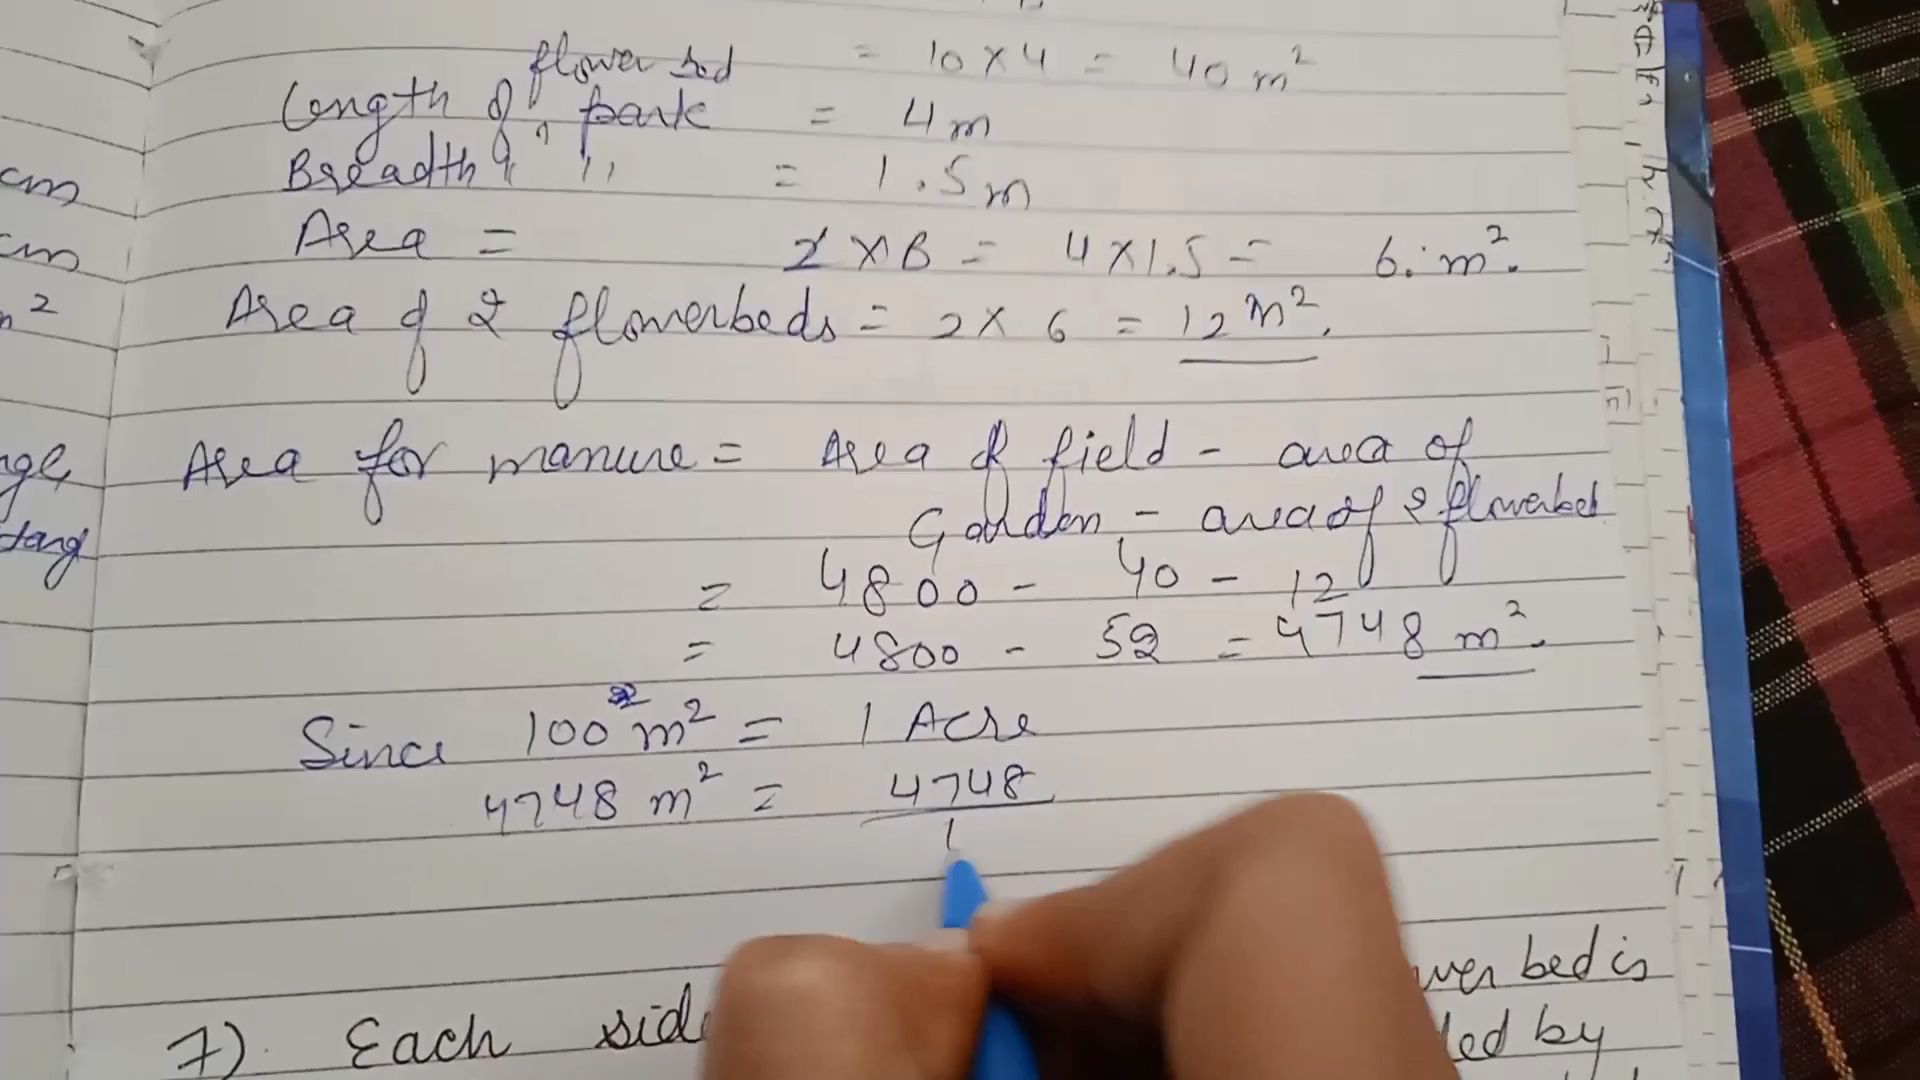 = 10 x 4 = 40 m²
flower bed
Length of park = 4 m
Breadth " " = 1.5 m
Area = L x B = 4 x 1.5 = 6. m².
Area of 2 flowerbeds = 2 x 6 = 12 m².
Area for manure = Area of field - area of
Garden - area of 2 flowerbed
= 4800 - 40 - 12
= 4800 - 52 = 4748 m².
Since 100 m² = 1 Acre
4748 m² = 4748
1
7). Each
bed is
by
cm
cm